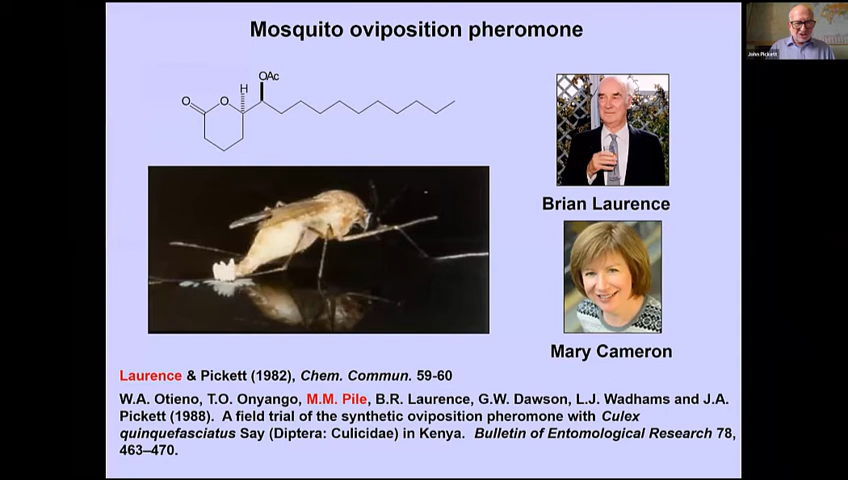 Mosquito oviposition pheromone
OAc
H
O
O
Brian Laurence
Mary Cameron
Laurence & Pickett (1982), Chem. Commun. 59-60
W.A. Otieno, T.O. Onyango, M.M. Pile, B.R. Laurence, G.W. Dawson, L.J. Wadhams and J.A.
Pickett (1988). A field trial of the synthetic oviposition pheromone with Culex
quinquefasciatus Say (Diptera: Culicidae) in Kenya. Bulletin of Entomological Research 78,
463–470.
John Pickett